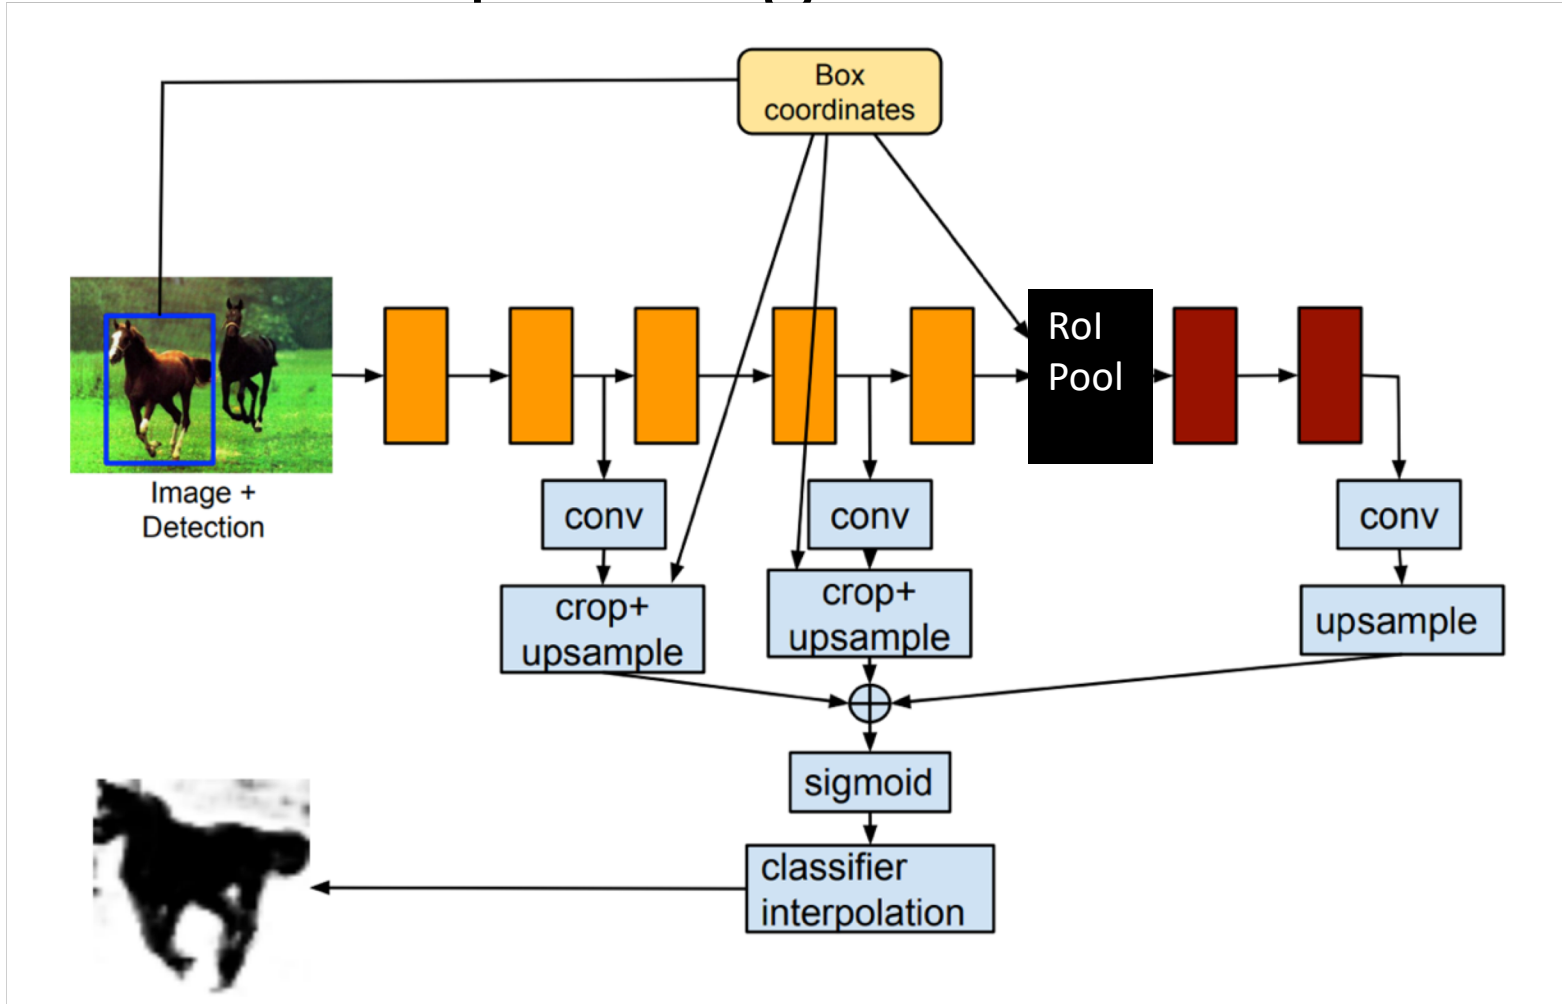 Box
coordinates
RoI
Pool
Image +
Detection
conv
conv
conv
crop+
upsample
crop+
upsample
upsample
sigmoid
classifier
interpolation